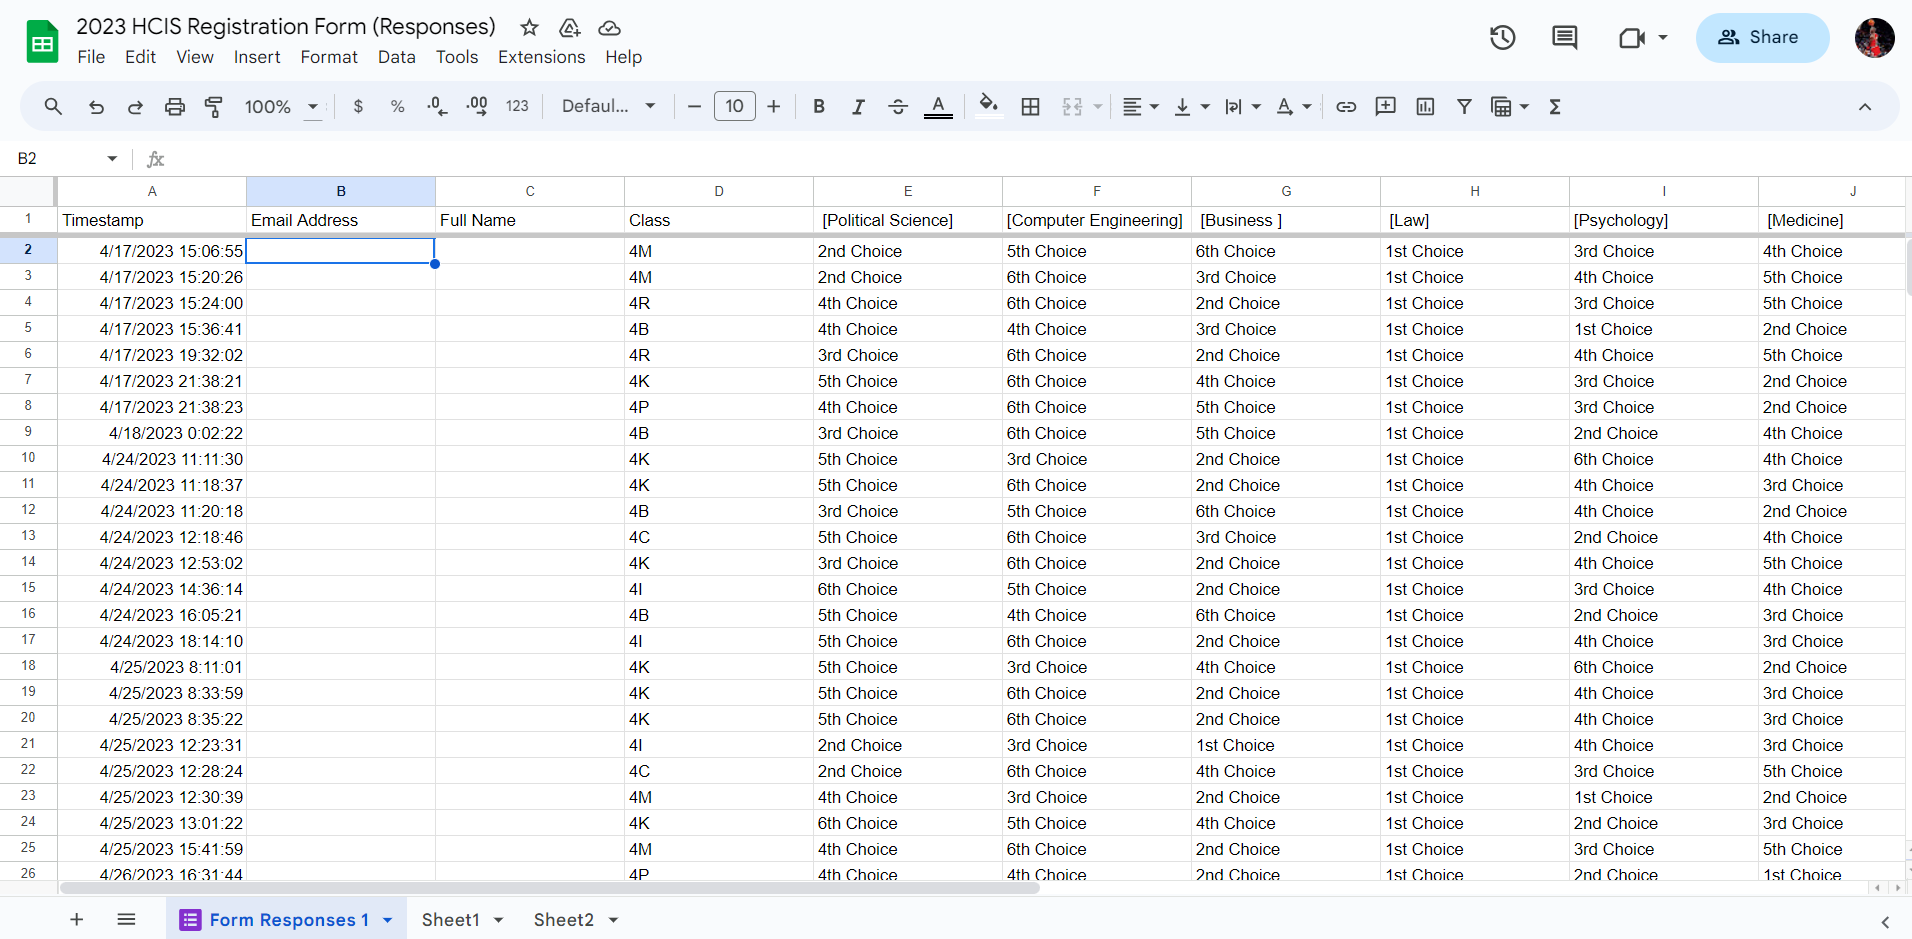 2023 HCIS Registration Form (Responses)
File Edit View Insert Format Data Tools Extensions Help
Share
100% $ % .0 .00 123 Defaul... 10 B I S A A Σ
B2 fx
A B C D E F G H I J
1 Timestamp Email Address Full Name Class [Political Science] [Computer Engineering] [Business ] [Law] [Psychology] [Medicine]
2 4/17/2023 15:06:55 4M 2nd Choice 5th Choice 6th Choice 1st Choice 3rd Choice 4th Choice
3 4/17/2023 15:20:26 4M 2nd Choice 6th Choice 3rd Choice 1st Choice 4th Choice 5th Choice
4 4/17/2023 15:24:00 4R 4th Choice 6th Choice 2nd Choice 1st Choice 3rd Choice 5th Choice
5 4/17/2023 15:36:41 4B 4th Choice 4th Choice 3rd Choice 1st Choice 1st Choice 2nd Choice
6 4/17/2023 19:32:02 4R 3rd Choice 6th Choice 2nd Choice 1st Choice 4th Choice 5th Choice
7 4/17/2023 21:38:21 4K 5th Choice 6th Choice 4th Choice 1st Choice 3rd Choice 2nd Choice
8 4/17/2023 21:38:23 4P 4th Choice 6th Choice 5th Choice 1st Choice 3rd Choice 2nd Choice
9 4/18/2023 0:02:22 4B 3rd Choice 6th Choice 5th Choice 1st Choice 2nd Choice 4th Choice
10 4/24/2023 11:11:30 4K 5th Choice 3rd Choice 2nd Choice 1st Choice 6th Choice 4th Choice
11 4/24/2023 11:18:37 4K 5th Choice 6th Choice 2nd Choice 1st Choice 4th Choice 3rd Choice
12 4/24/2023 11:20:18 4B 3rd Choice 5th Choice 6th Choice 1st Choice 4th Choice 2nd Choice
13 4/24/2023 12:18:46 4C 5th Choice 6th Choice 3rd Choice 1st Choice 2nd Choice 4th Choice
14 4/24/2023 12:53:02 4K 3rd Choice 6th Choice 2nd Choice 1st Choice 4th Choice 5th Choice
15 4/24/2023 14:36:14 4I 6th Choice 5th Choice 2nd Choice 1st Choice 3rd Choice 4th Choice
16 4/24/2023 16:05:21 4B 5th Choice 4th Choice 6th Choice 1st Choice 2nd Choice 3rd Choice
17 4/24/2023 18:14:10 4I 5th Choice 6th Choice 2nd Choice 1st Choice 4th Choice 3rd Choice
18 4/25/2023 8:11:01 4K 5th Choice 3rd Choice 4th Choice 1st Choice 6th Choice 2nd Choice
19 4/25/2023 8:33:59 4K 5th Choice 6th Choice 2nd Choice 1st Choice 4th Choice 3rd Choice
20 4/25/2023 8:35:22 4K 5th Choice 6th Choice 2nd Choice 1st Choice 4th Choice 3rd Choice
21 4/25/2023 12:23:31 4I 2nd Choice 3rd Choice 1st Choice 1st Choice 4th Choice 3rd Choice
22 4/25/2023 12:28:24 4C 2nd Choice 6th Choice 4th Choice 1st Choice 3rd Choice 5th Choice
23 4/25/2023 12:30:39 4M 4th Choice 3rd Choice 2nd Choice 1st Choice 1st Choice 2nd Choice
24 4/25/2023 13:01:22 4K 6th Choice 5th Choice 4th Choice 1st Choice 2nd Choice 3rd Choice
25 4/25/2023 15:41:59 4M 4th Choice 6th Choice 2nd Choice 1st Choice 3rd Choice 5th Choice
26 4/26/2023 16:31:44 4P 4th Choice 4th Choice 2nd Choice 1st Choice 2nd Choice 1st Choice
Form Responses 1 Sheet1 Sheet2